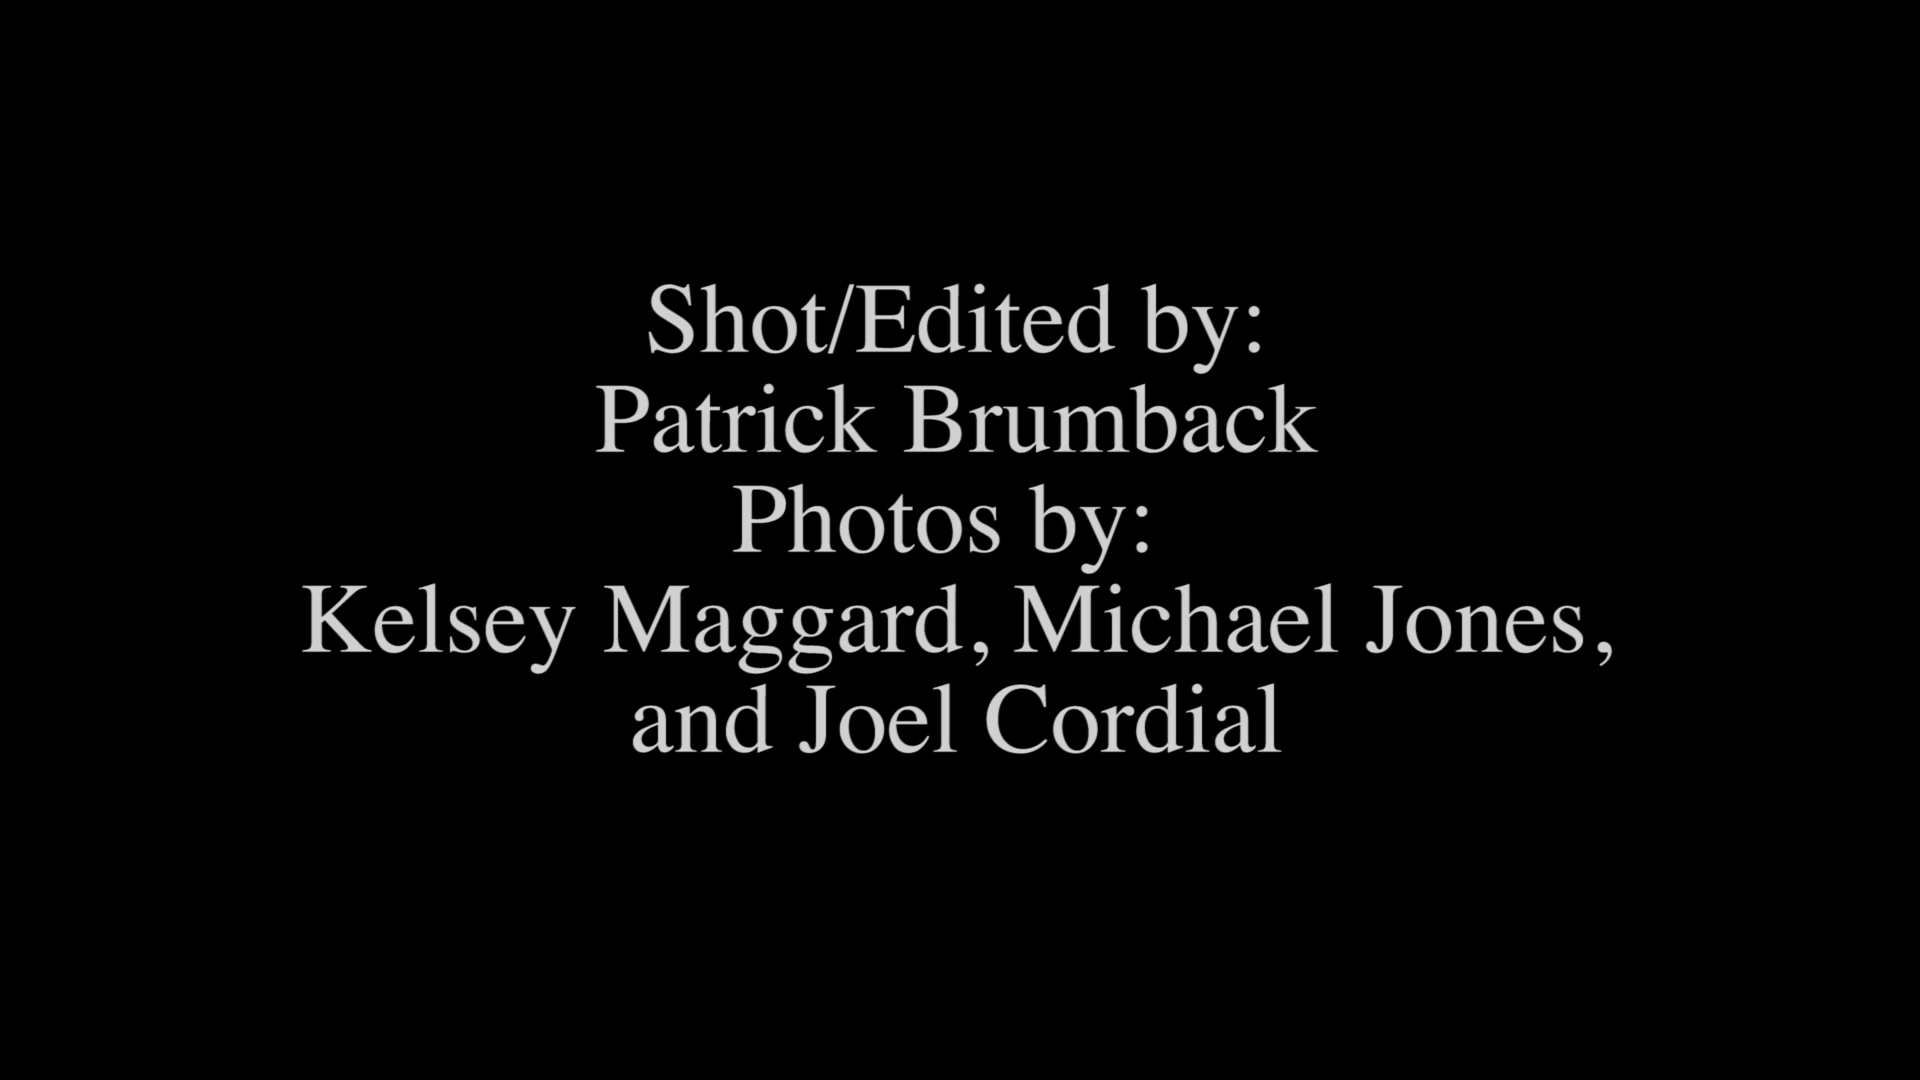 Shot/Edited by:
Patrick Brumback
Photos by:
Kelsey Maggard, Michael Jones,
and Joel Cordial